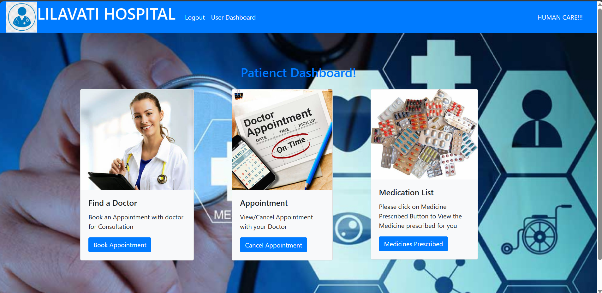 LILAVATI HOSPITAL
Logout User Dashboard
HUMAN CARE!!!
Patienct Dashboard!
Doctor
Appointment
On Time
ME
Find a Doctor
Book an Appointment with doctor
for Consultation
Book Appointment
Appointment
View/Cancel Appointment
with your Doctor
Cancel Appointment
Medication List
Please click on Medicine
Prescribed Button to View the
Medicine prescribed for you
Medicines Prescribed